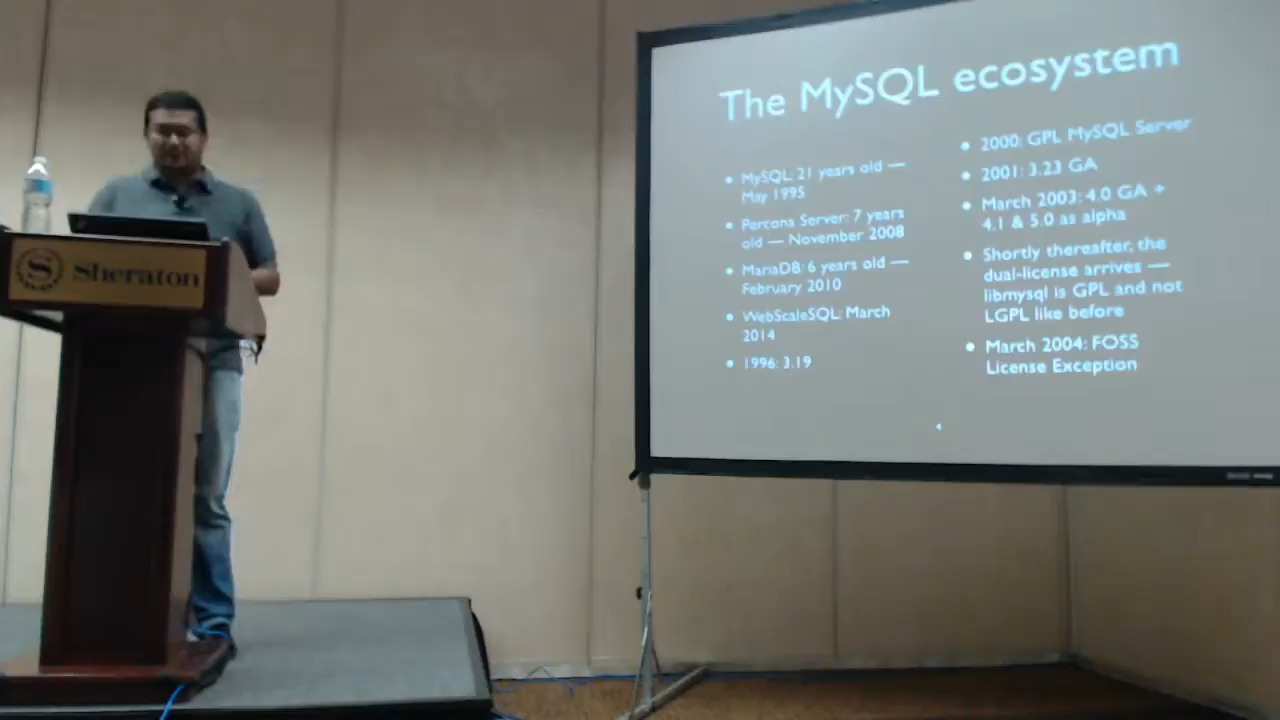 Sheraton
The MySQL ecosystem
MySQL: 21 years old —
May 1995
Percona Server: 7 years
old — November 2008
MariaDB: 6 years old —
February 2010
WebScaleSQL: March
2014
1996: 3.19
2000: GPL MySQL Server
2001: 3.23 GA
March 2003: 4.0 GA +
4.1 & 5.0 as alpha
Shortly thereafter, the
dual-license arrives —
libmysql is GPL and not
LGPL like before
March 2004: FOSS
License Exception
4